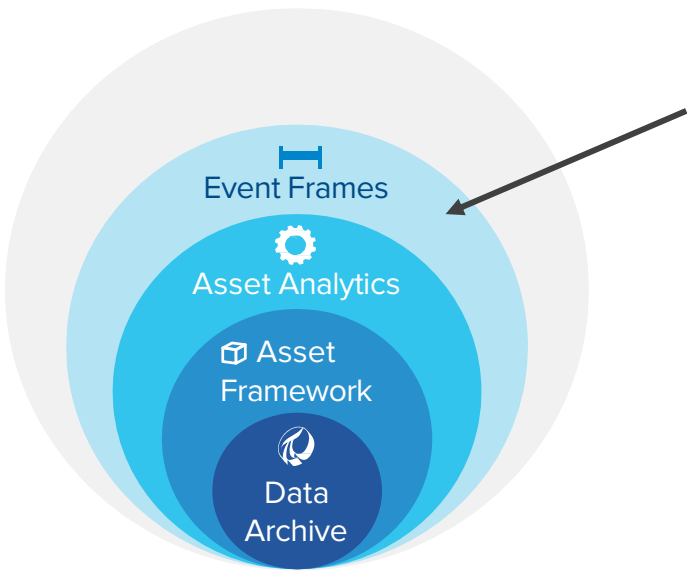 Event Frames
Asset Analytics
Asset
Framework
Data
Archive